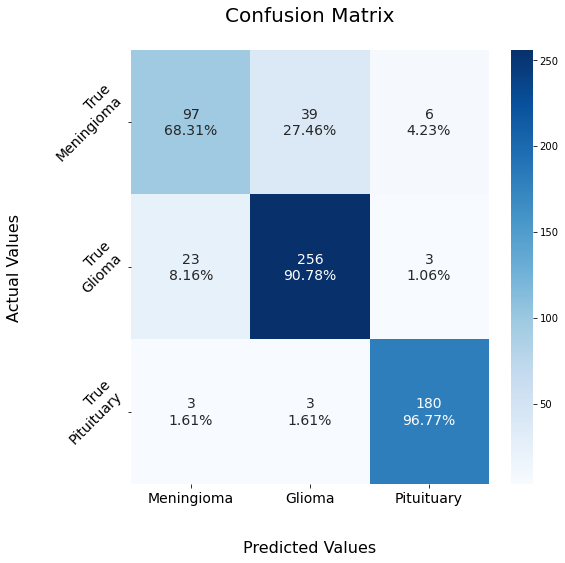 Confusion Matrix
Actual Values
True
Meningioma
97
68.31%
39
27.46%
6
4.23%
True
Glioma
23
8.16%
256
90.78%
3
1.06%
True
Pituituary
3
1.61%
3
1.61%
180
96.77%
Meningioma
Glioma
Pituituary
Predicted Values
250
200
150
100
50